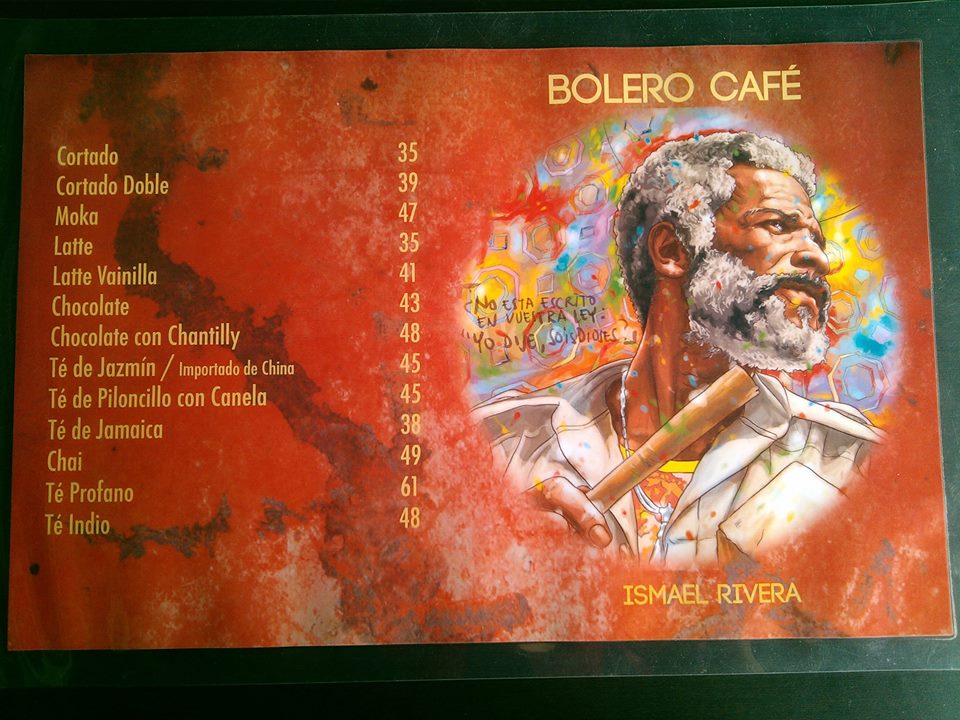 BOLERO CAFÉ
Cortado 35
Cortado Doble 39
Moka 47
Latte 35
Latte Vainilla 41
Chocolate 43
Chocolate con Chantilly 48
Té de Jazmín / Importado de China 45
Té de Piloncillo con Canela 45
Té de Jamaica 38
Chai 49
Té Profano 61
Té Indio 48
¿NO ESTA ESCRITO
EN VUESTRA LEY:
"YO DIJE, SOIS DIOSES
ISMAEL RIVERA